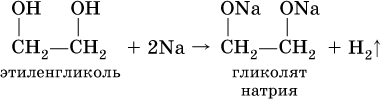 OH OH ONa ONa
CH₂—CH₂ + 2Na → CH₂—CH₂ + H₂↑
этиленгликоль гликолят
натрия